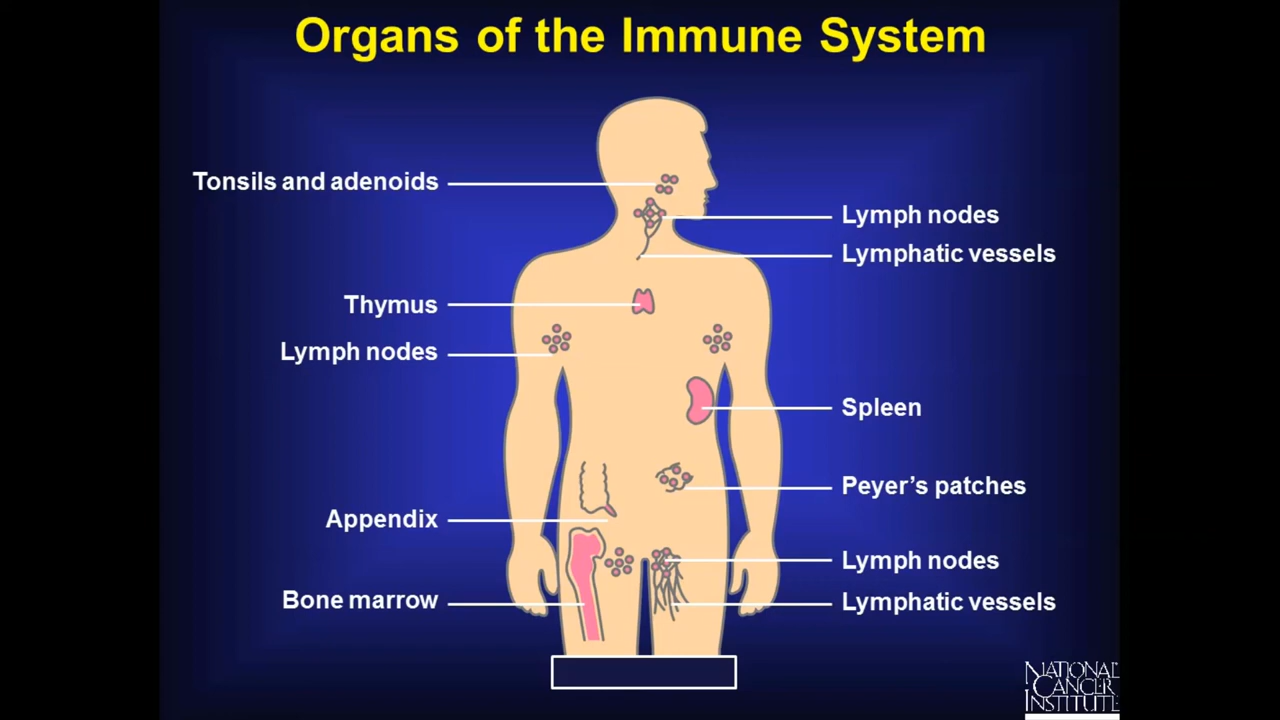 Organs of the Immune System
Tonsils and adenoids
Lymph nodes
Lymphatic vessels
Thymus
Lymph nodes
Spleen
Peyer’s patches
Appendix
Lymph nodes
Bone marrow
Lymphatic vessels
NATIONAL
CANCER
INSTITUTE